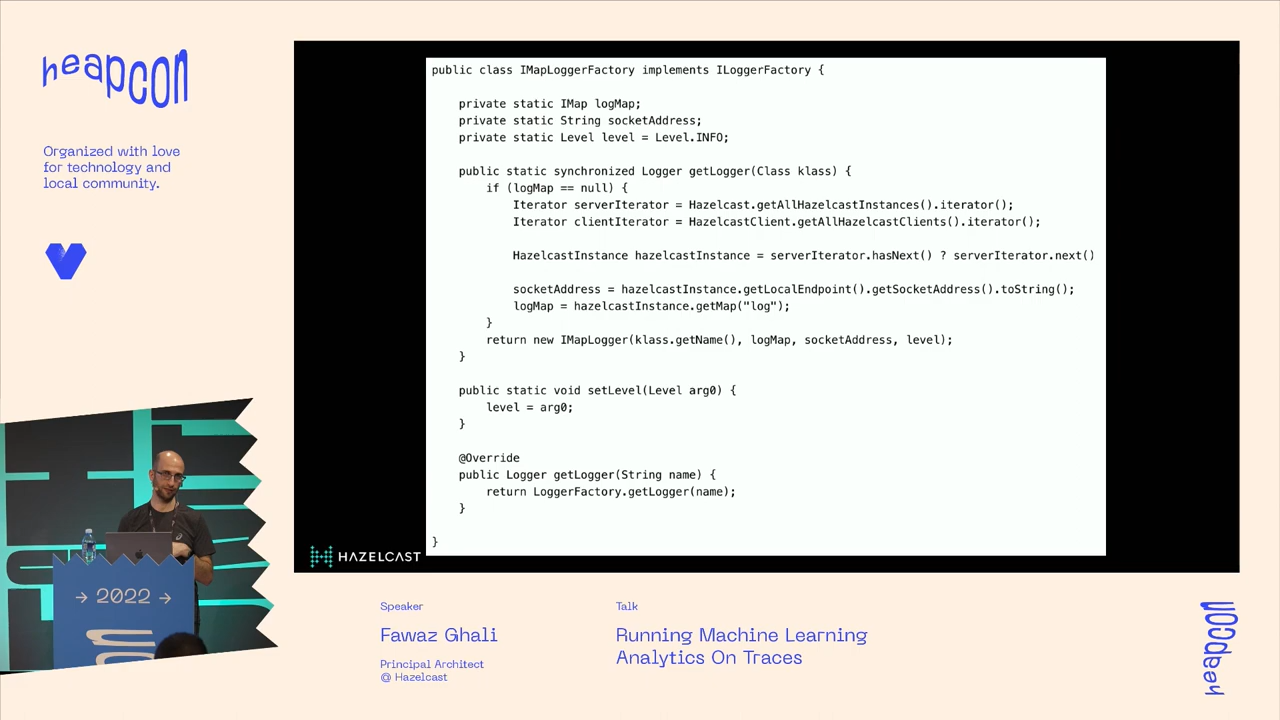 heapcon
Organized with love
for technology and
local community.
public class IMapLoggerFactory implements ILoggerFactory {
private static IMap logMap;
private static String socketAddress;
private static Level level = Level.INFO;
public static synchronized Logger getLogger(Class klass) {
if (logMap == null) {
Iterator serverIterator = Hazelcast.getAllHazelcastInstances().iterator();
Iterator clientIterator = HazelcastClient.getAllHazelcastClients().iterator();
HazelcastInstance hazelcastInstance = serverIterator.hasNext() ? serverIterator.next()
socketAddress = hazelcastInstance.getLocalEndpoint().getSocketAddress().toString();
logMap = hazelcastInstance.getMap("log");
}
return new IMapLogger(klass.getName(), logMap, socketAddress, level);
}
public static void setLevel(Level arg0) {
level = arg0;
}
@Override
public Logger getLogger(String name) {
return LoggerFactory.getLogger(name);
}
}
HAZELCAST
→ 2022 →
Speaker
Fawaz Ghali
Principal Architect
@ Hazelcast
Talk
Running Machine Learning
Analytics On Traces
heapcon